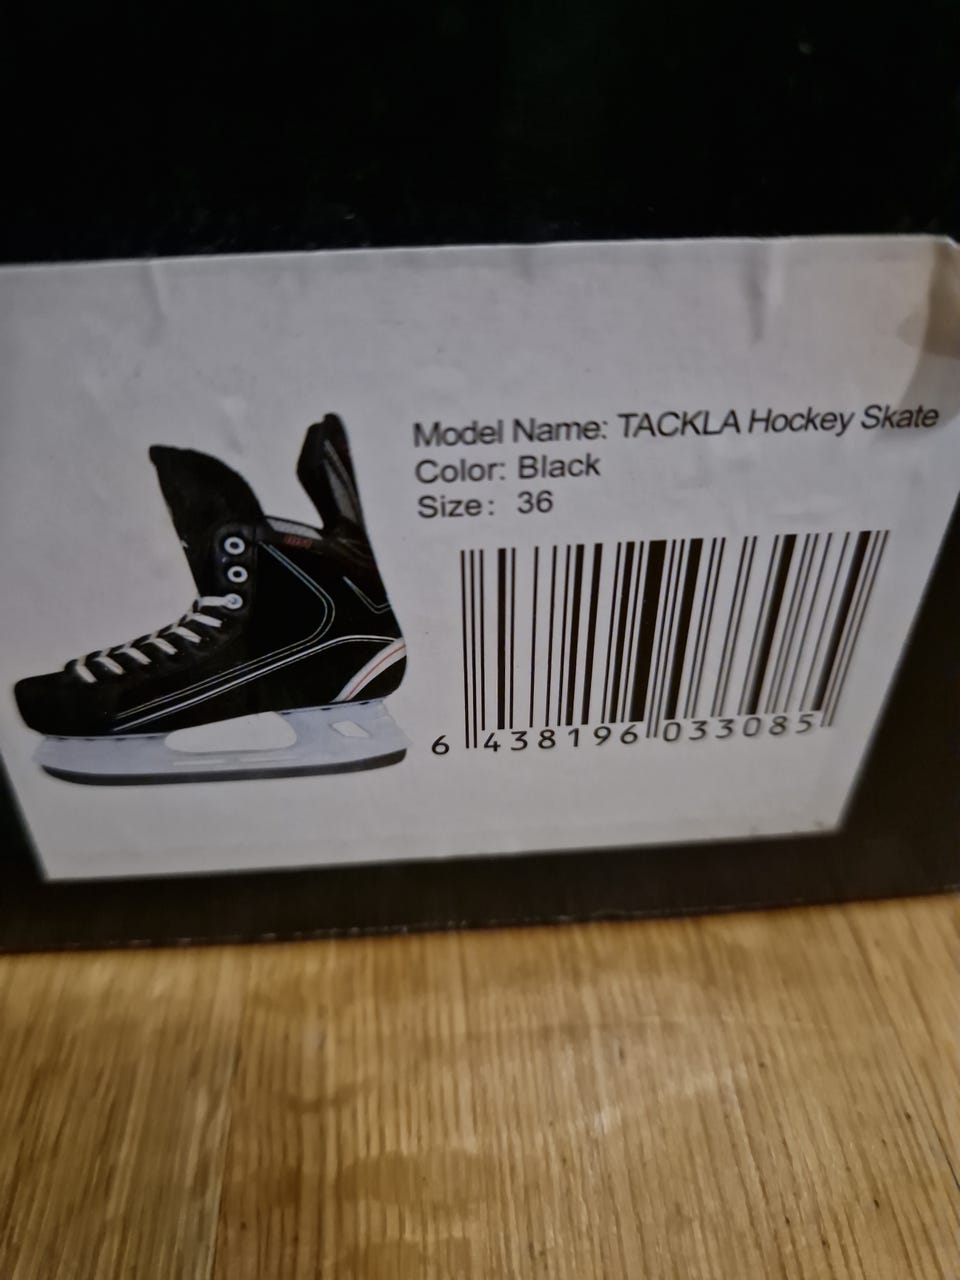 Model Name: TACKLA Hockey Skate
Color: Black
Size: 36
6 438196 033085